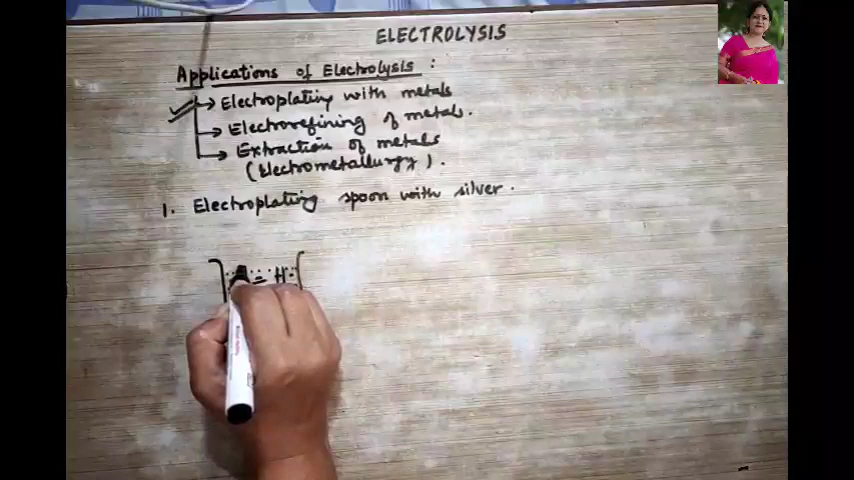 ELECTROLYSIS
Applications of Electrolysis :
Electroplating with metals
Electrorefining of metals.
Extraction of metals
(Electrometallurgy).
1. Electroplating spoon with silver.